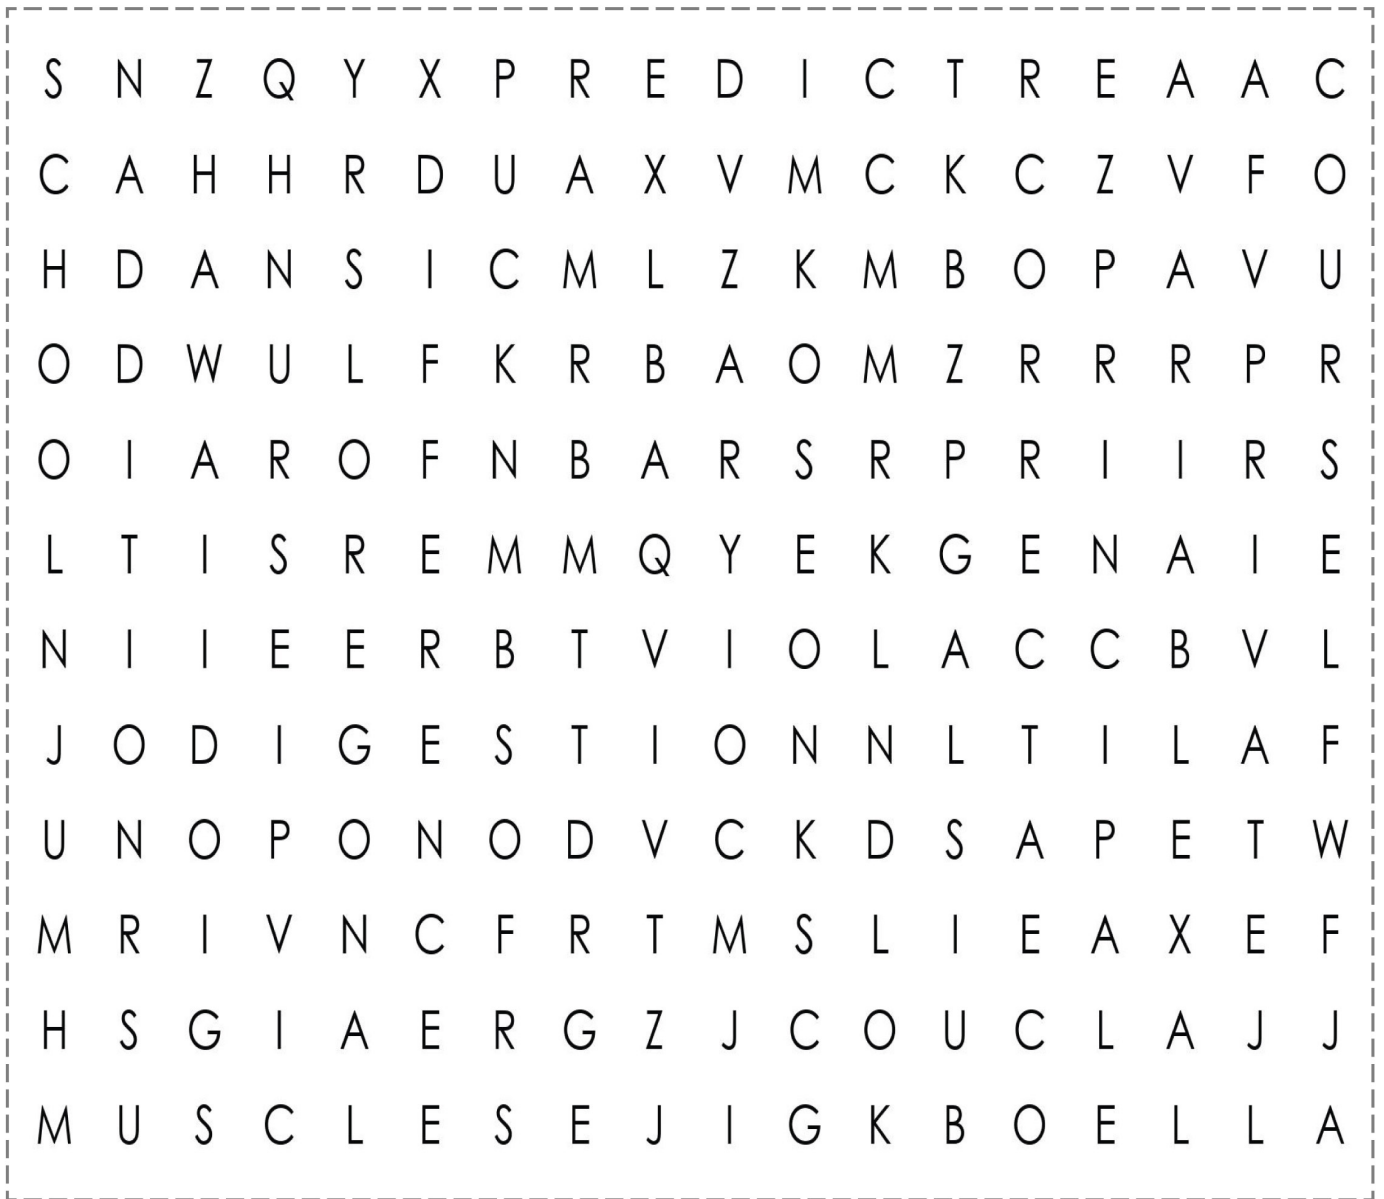 S N Z Q Y X P R E D I C T R E A A C
C A H H R D U A X V M C K C Z V F O
H D A N S I C M L Z K M B O P A V U
O D W U L F K R B A O M Z R R R P R
O I A R O F N B A R S R P R I I R S
L T I S R E M M Q Y E K G E N A I E
N I I E E R B T V I O L A C C B V L
J O D I G E S T I O N N L T I L A F
U N O P O N O D V C K D S A P E T W
M R I V N C F R T M S L I E A X E F
H S G I A E R G Z J C O U C L A J J
M U S C L E S E J I G K B O E L L A